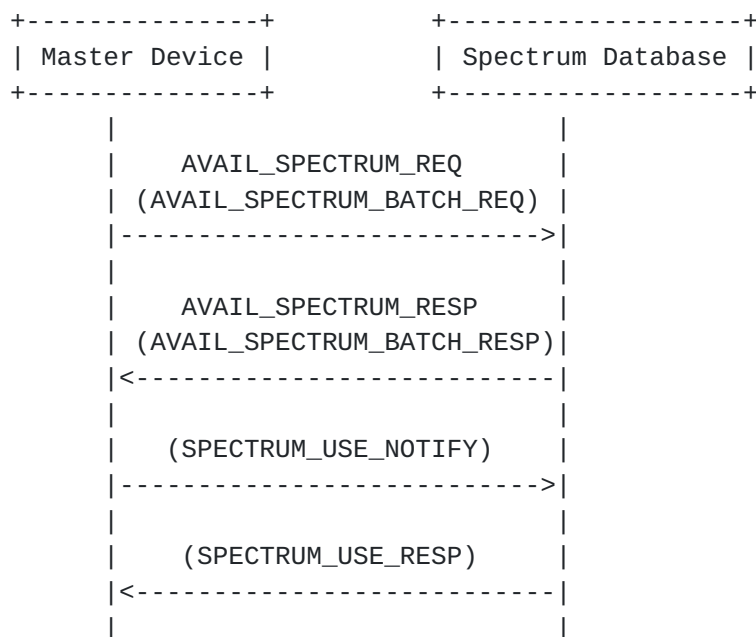 Master Device
Spectrum Database
AVAIL_SPECTRUM_REQ
(AVAIL_SPECTRUM_BATCH_REQ)
AVAIL_SPECTRUM_RESP
(AVAIL_SPECTRUM_BATCH_RESP)
(SPECTRUM_USE_NOTIFY)
(SPECTRUM_USE_RESP)